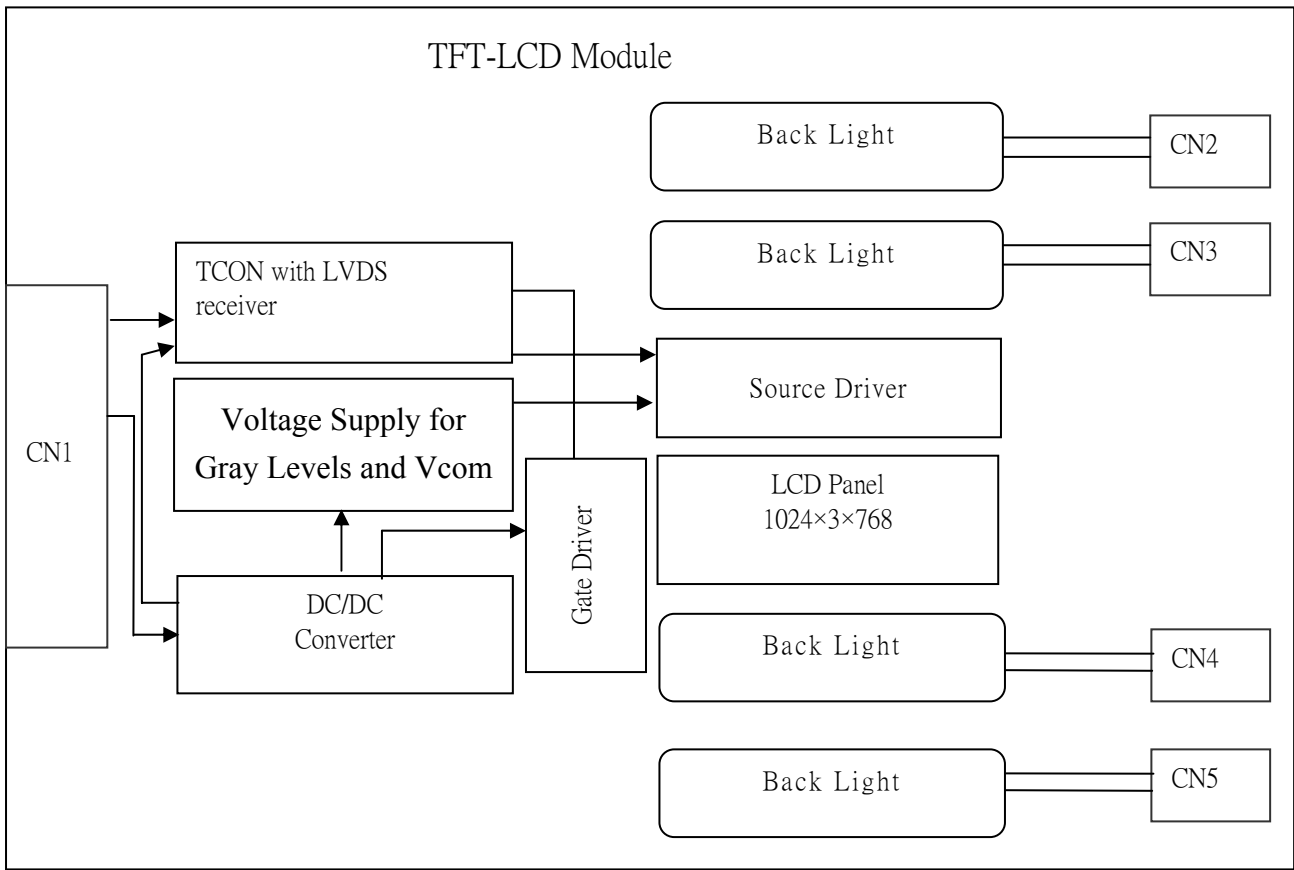 TFT-LCD Module
Back Light
CN2
Back Light
CN3
TCON with LVDS
receiver
Source Driver
Voltage Supply for
Gray Levels and Vcom
CN1
LCD Panel
1024×3×768
Gate Driver
DC/DC
Converter
Back Light
CN4
Back Light
CN5